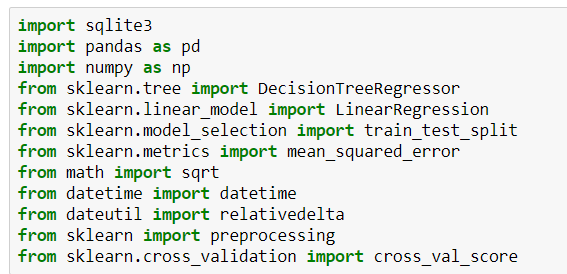 import sqlite3
import pandas as pd
import numpy as np
from sklearn.tree import DecisionTreeRegressor
from sklearn.linear_model import LinearRegression
from sklearn.model_selection import train_test_split
from sklearn.metrics import mean_squared_error
from math import sqrt
from datetime import datetime
from dateutil import relativedelta
from sklearn import preprocessing
from sklearn.cross_validation import cross_val_score